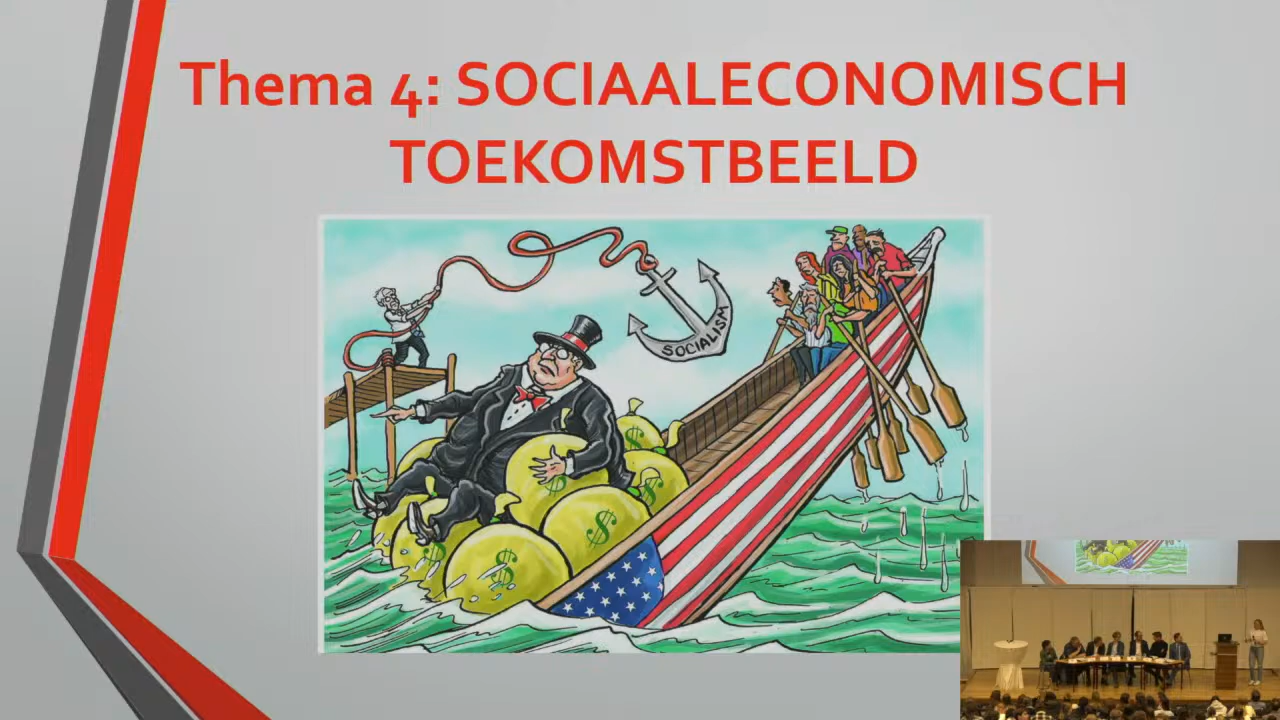 Thema 4: SOCIAALECONOMISCH
TOEKOMSTBEELD
SOCIALISM
$
$
$
$
$
$